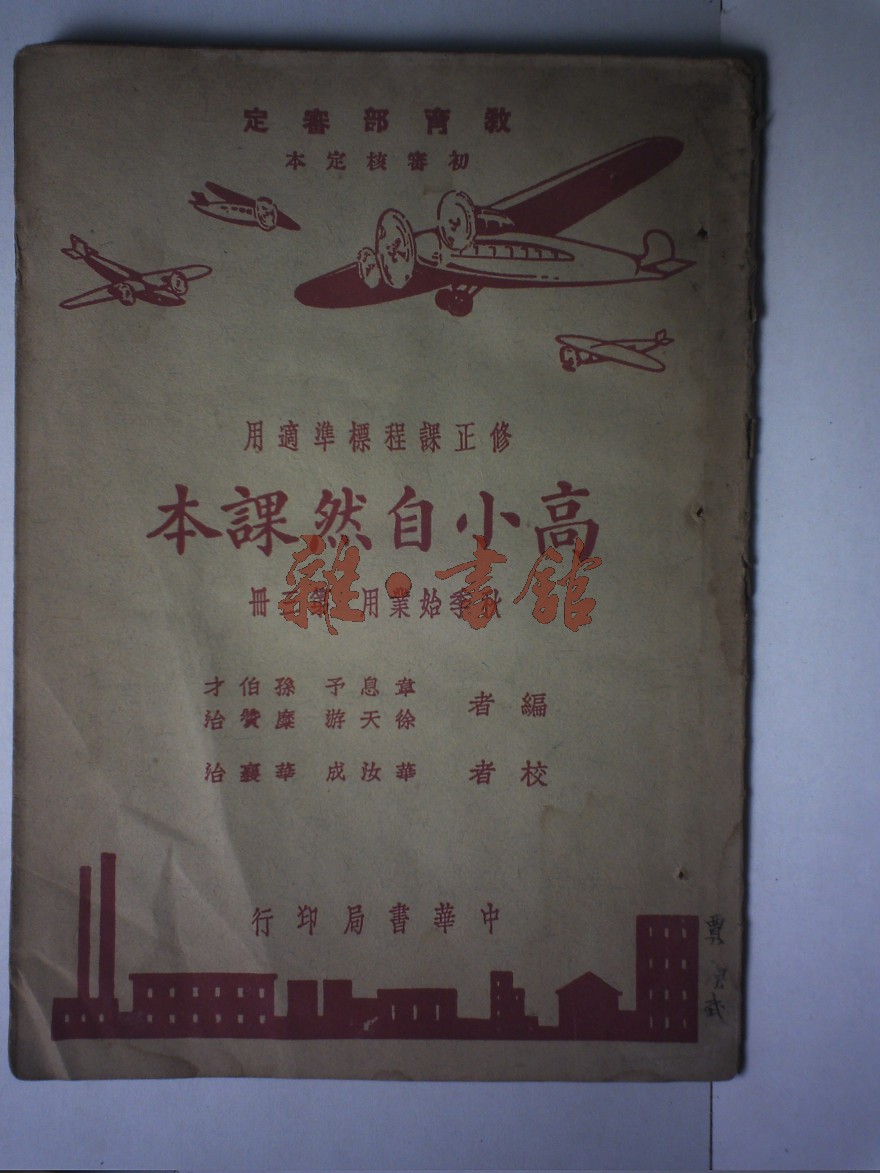 教育部審定
初審核定本
修正課程標準適用
高小自然課本
秋季始業用 第三冊
編者
章息予 孫伯才
徐天游 糜贊治
校者
華汝成 華襄治
中華書局印行
雜·書館